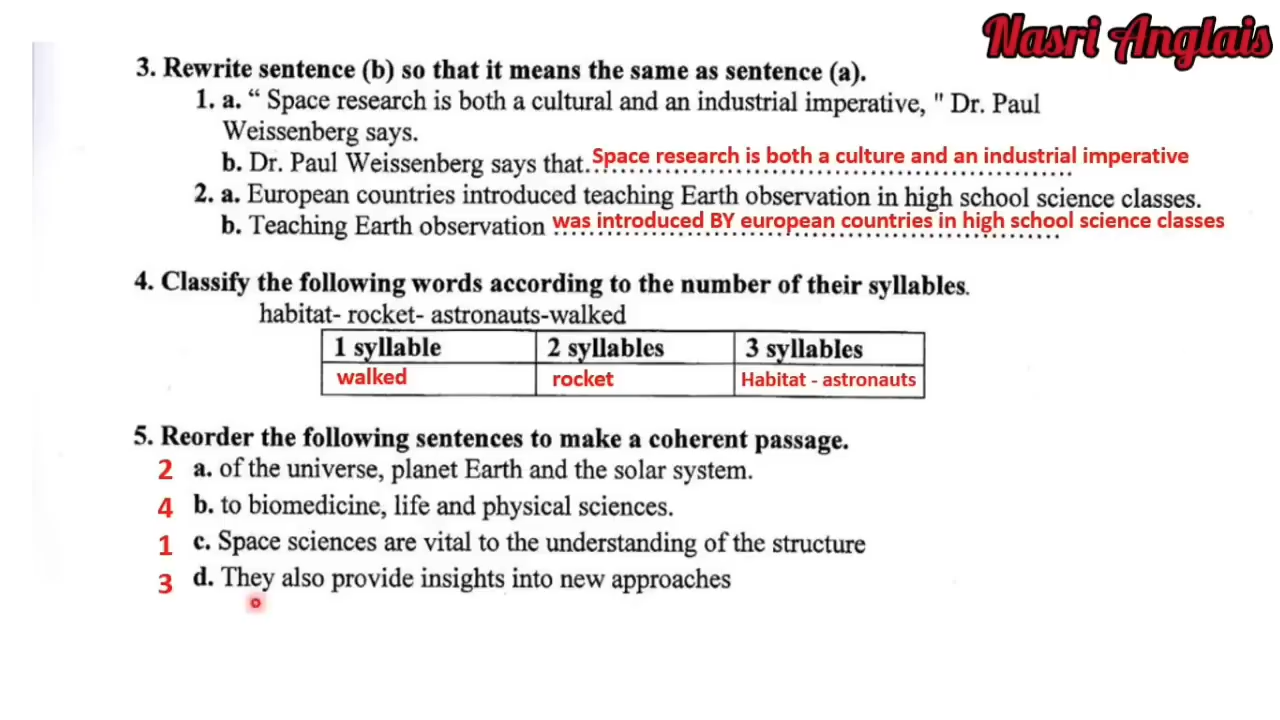 Nasri Anglais
3. Rewrite sentence (b) so that it means the same as sentence (a).
1. a. “ Space research is both a cultural and an industrial imperative, " Dr. Paul
Weissenberg says.
b. Dr. Paul Weissenberg says that Space research is both a culture and an industrial imperative
2. a. European countries introduced teaching Earth observation in high school science classes.
b. Teaching Earth observation was introduced BY european countries in high school science classes
4. Classify the following words according to the number of their syllables.
habitat- rocket- astronauts-walked
1 syllable 2 syllables 3 syllables
walked rocket Habitat - astronauts
5. Reorder the following sentences to make a coherent passage.
2 a. of the universe, planet Earth and the solar system.
4 b. to biomedicine, life and physical sciences.
1 c. Space sciences are vital to the understanding of the structure
3 d. They also provide insights into new approaches